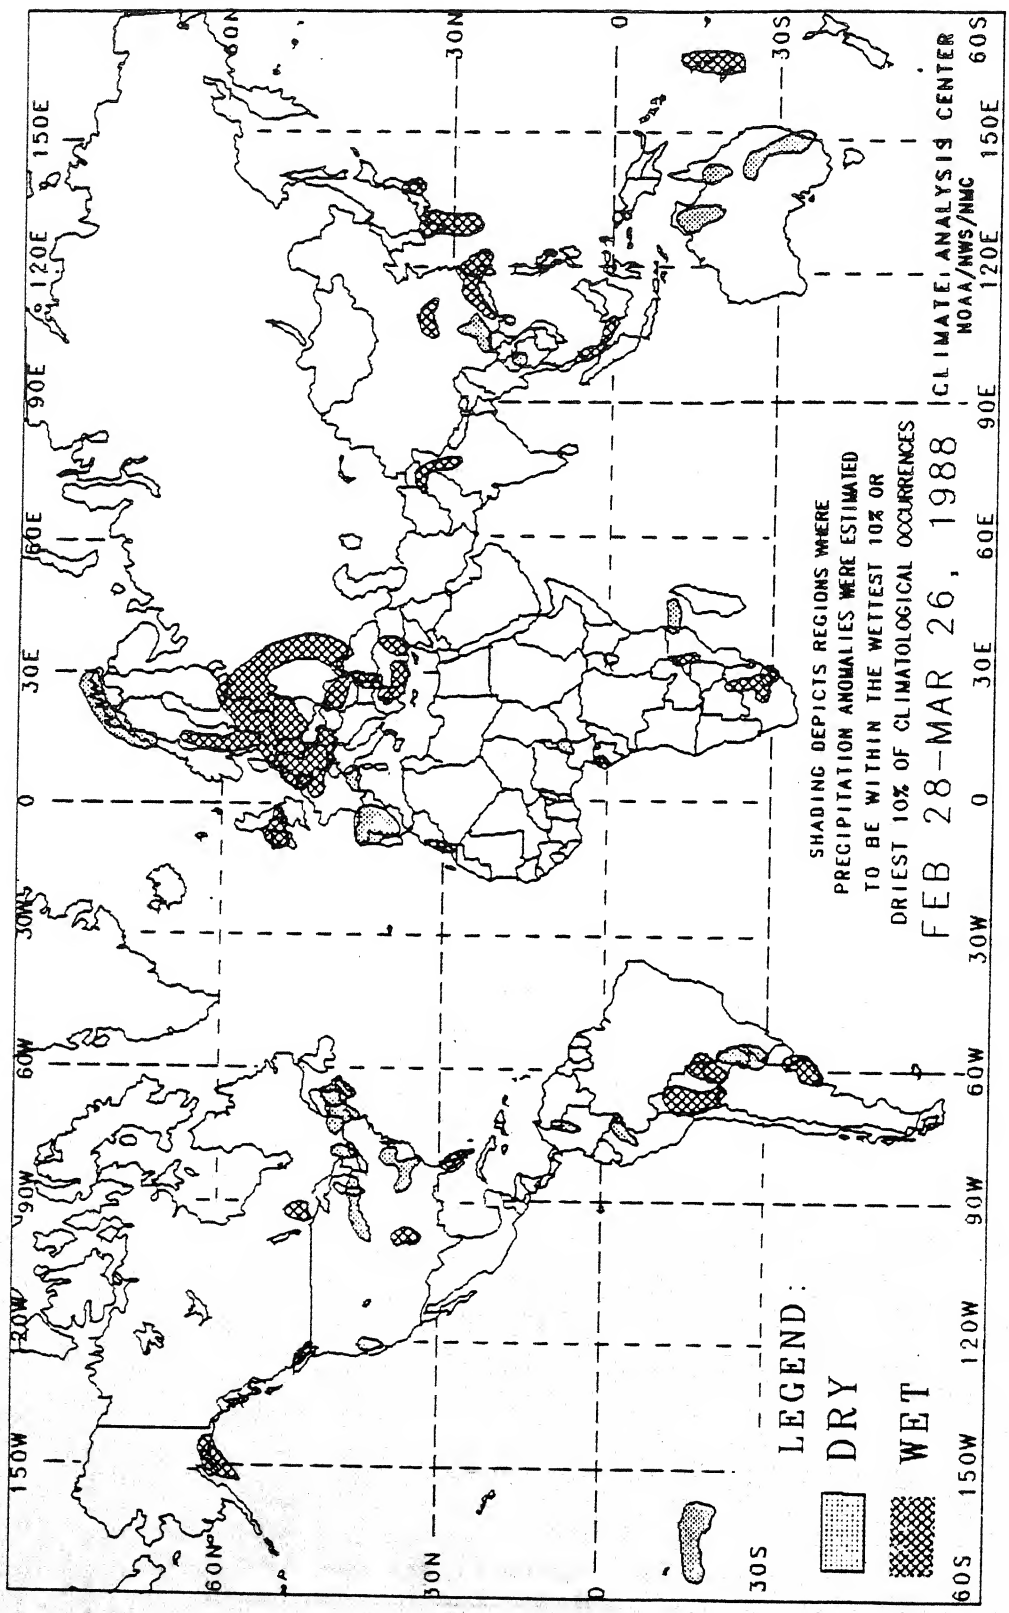 150W
120W
90W
60W
30W
0
30E
60E
90E
120E
150E
60N
60N
30N
30N
0
0
30S
30S
60S
60S
150W
120W
90W
60W
30W
0
30E
60E
90E
120E
150E
LEGEND:
DRY
WET
SHADING DEPICTS REGIONS WHERE
PRECIPITATION ANOMALIES WERE ESTIMATED
TO BE WITHIN THE WETTEST 10% OR
DRIEST 10% OF CLIMATOLOGICAL OCCURRENCES
FEB 28-MAR 26, 1988
CLIMATE ANALYSIS CENTER
NOAA/NWS/NMC